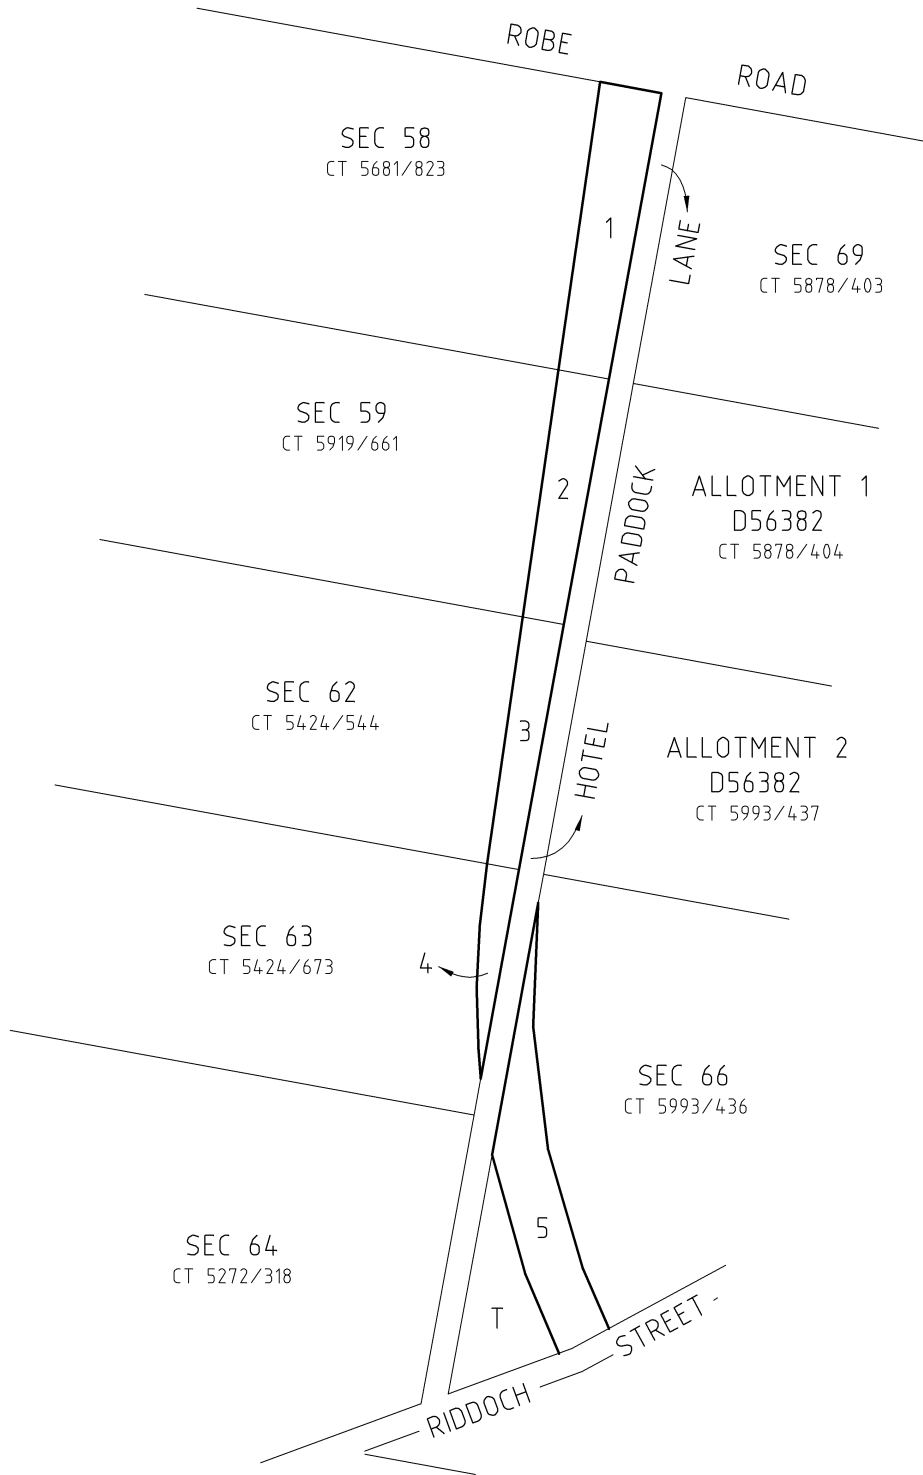 ROBE
ROAD
SEC 58
CT 5681/823
1
LANE
SEC 69
CT 5878/403
SEC 59
CT 5919/661
2
PADDOCK
ALLOTMENT 1
D56382
CT 5878/404
SEC 62
CT 5424/544
3
HOTEL
ALLOTMENT 2
D56382
CT 5993/437
SEC 63
CT 5424/673
4
SEC 66
CT 5993/436
5
SEC 64
CT 5272/318
T
RIDDOCH
STREET